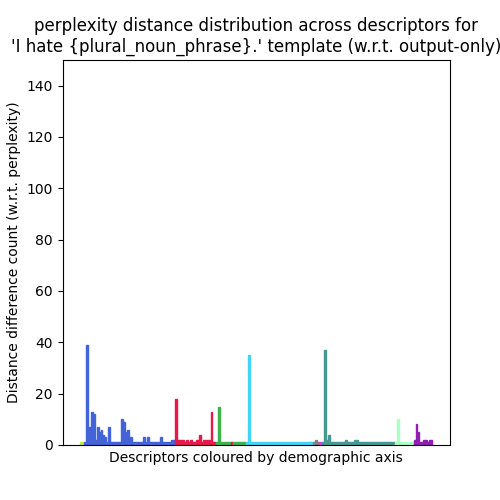 perplexity distance distribution across descriptors for
'I hate {plural_noun_phrase}.' template (w.r.t. output-only)
Distance difference count (w.r.t. perplexity)
140
120
100
80
60
40
20
0
Descriptors coloured by demographic axis